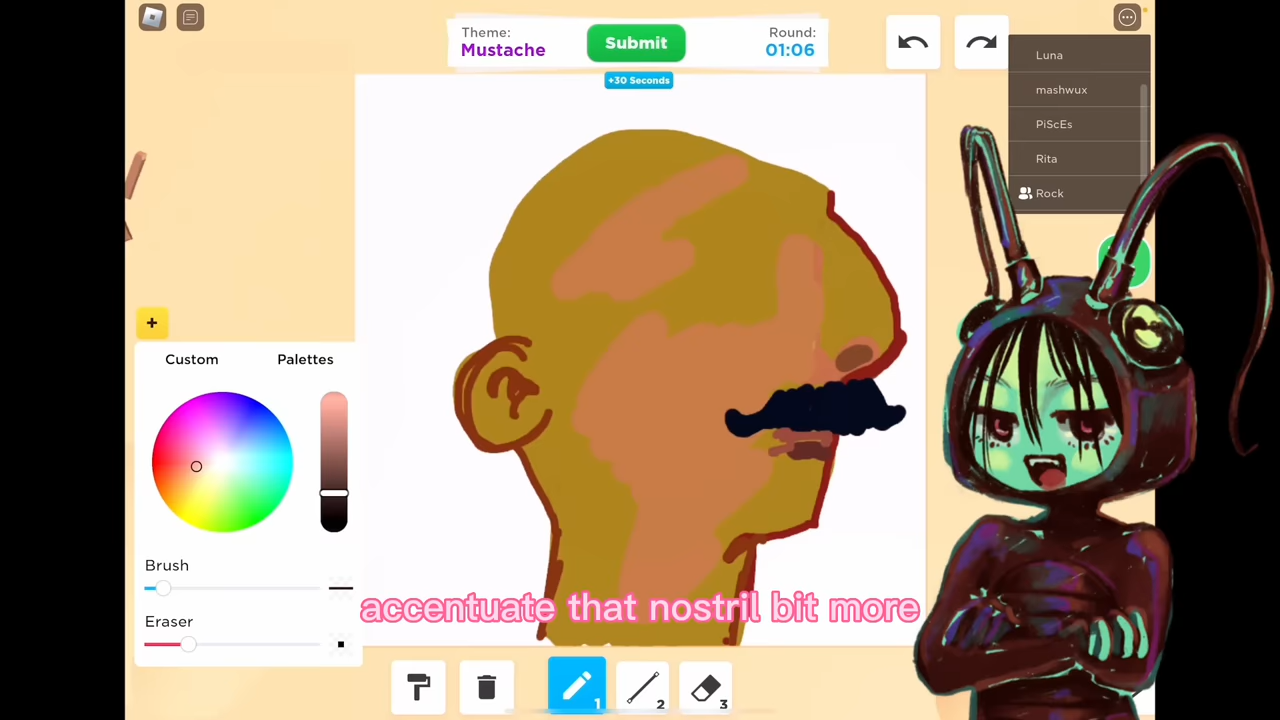 Theme:
Mustache
Submit
Round:
01:06
+30 Seconds
Luna
mashwux
PiScEs
Rita
Rock
+
Custom
Palettes
Brush
Eraser
accentuate that nostril bit more
1
2
3